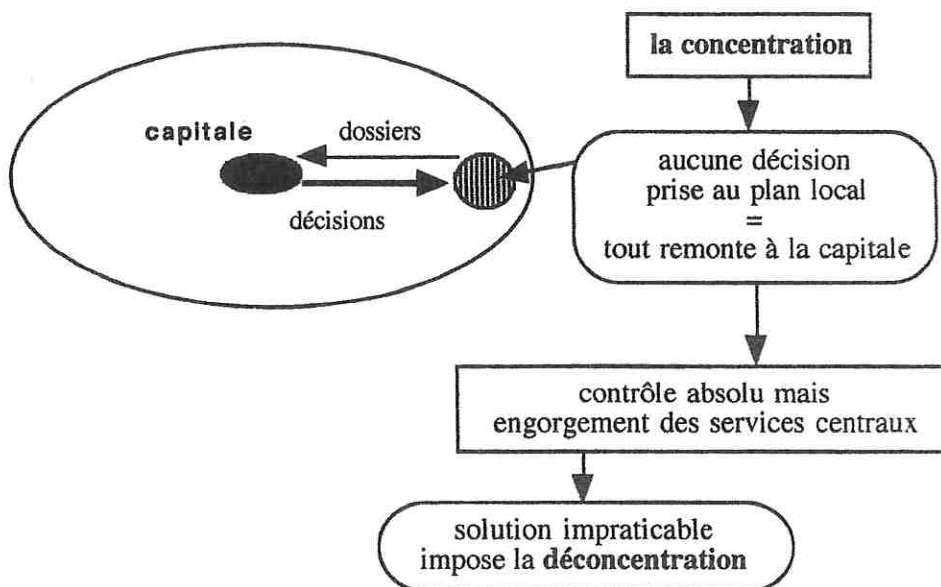 la concentration
capitale
dossiers
décisions
aucune décision
prise au plan local
=
tout remonte à la capitale
contrôle absolu mais
engorgement des services centraux
solution impraticable
impose la déconcentration